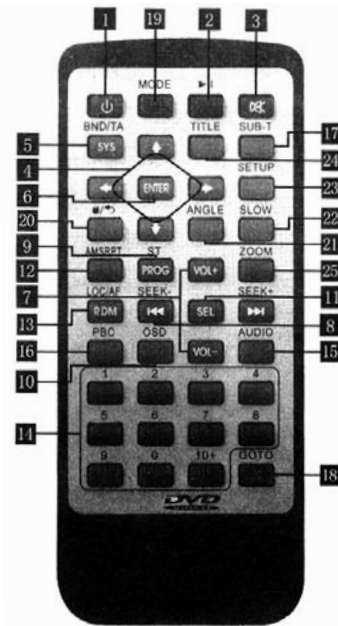 1 19 2 3
MODE ►II
BND/TA TITLE SUB-T
5 SYS 17
4 24
SETUP
6 ENTER 23
ANGLE SLOW
20 22
9 ST 21
AMSRPT ZOOM
12 PROG VOL+ 25
7 11
LOC/AF SEEK- SEEK+
13 RDM I◄◄ SEL ►►I
8
PBC OSD AUDIO
16 VOL- 15
10
1 2 3 4
5 6 7 8
14
9 0 10+ GOTO
18
DVD